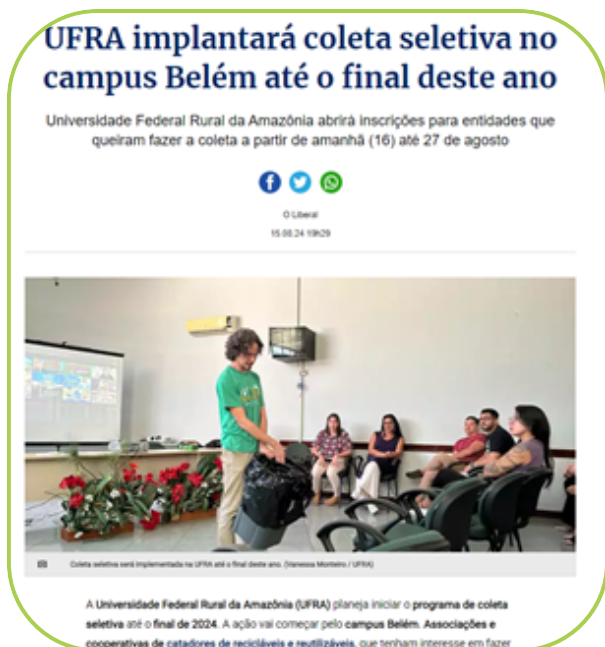 UFRA implantará coleta seletiva no
campus Belém até o final deste ano
Universidade Federal Rural da Amazônia abrirá inscrições para entidades que
queiram fazer a coleta a partir de amanhã (16) até 27 de agosto
O Liberal
15.08.24 19h29
Coleta seletiva será implementada na UFRA até o final deste ano. (Vanessa Monteiro / UFRA)
A Universidade Federal Rural da Amazônia (UFRA) planeja iniciar o programa de coleta
seletiva até o final de 2024. A ação vai começar pelo campus Belém. Associações e
cooperativas de catadores de recicláveis e reutilizáveis, que tenham interesse em fazer